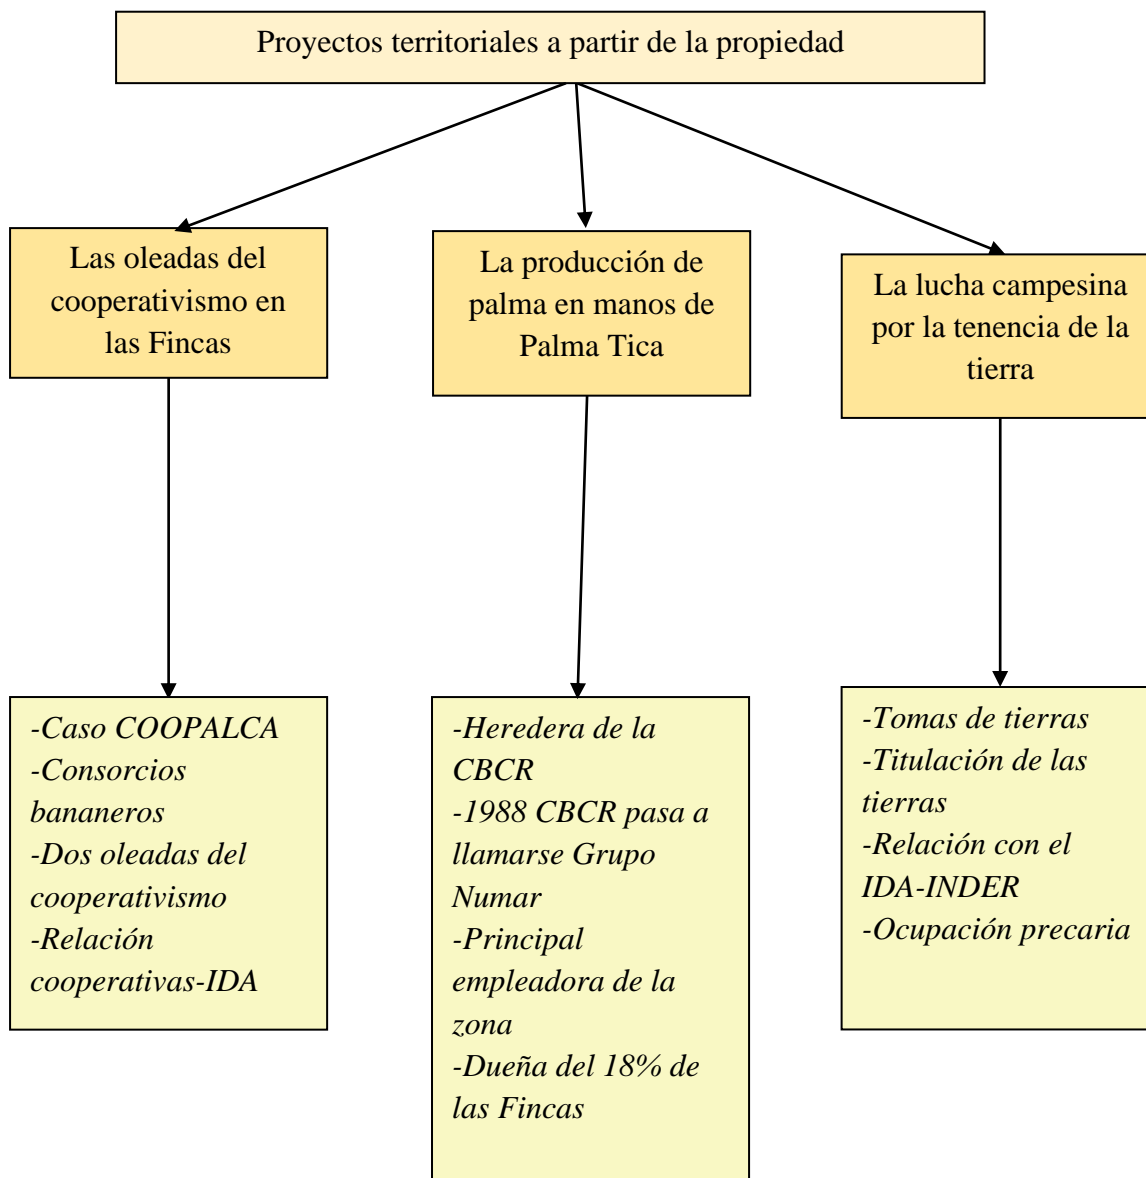 Proyectos territoriales a partir de la propiedad
Las oleadas del
cooperativismo en
las Fincas
La producción de
palma en manos de
Palma Tica
La lucha campesina
por la tenencia de la
tierra
-Caso COOPALCA
-Consorcios
bananeros
-Dos oleadas del
cooperativismo
-Relación
cooperativas-IDA
-Heredera de la
CBCR
-1988 CBCR pasa a
llamarse Grupo
Numar
-Principal
empleadora de la
zona
-Dueña del 18% de
las Fincas
-Tomas de tierras
-Titulación de las
tierras
-Relación con el
IDA-INDER
-Ocupación precaria